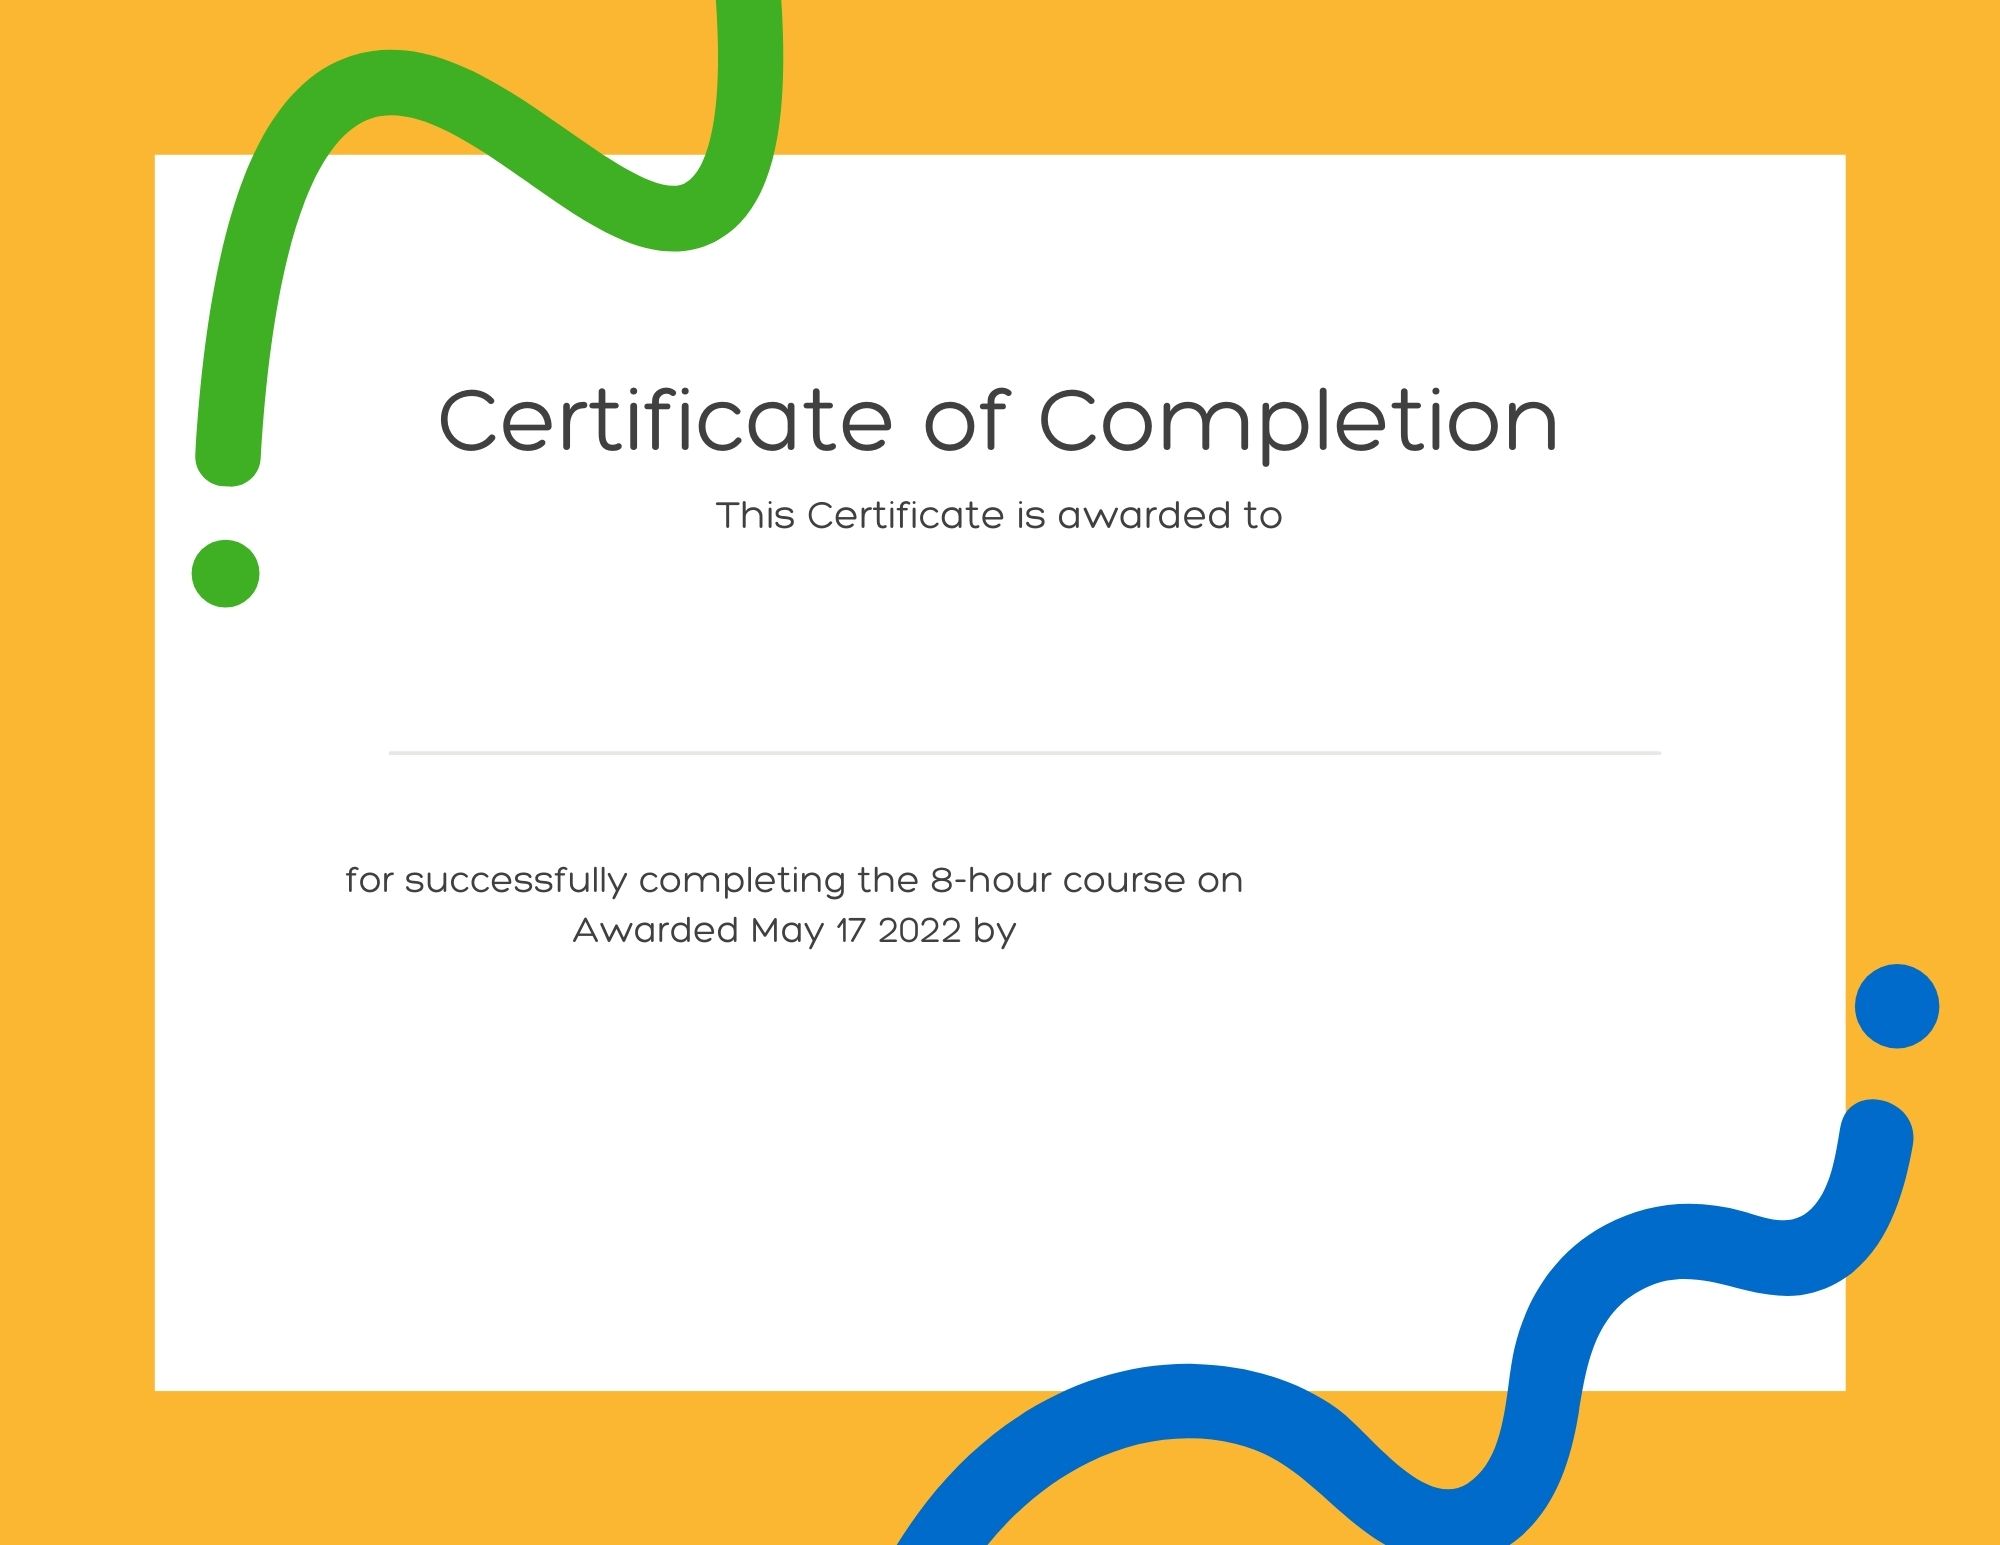 Certificate of Completion
This Certificate is awarded to
for successfully completing the 8-hour course on
Awarded May 17 2022 by